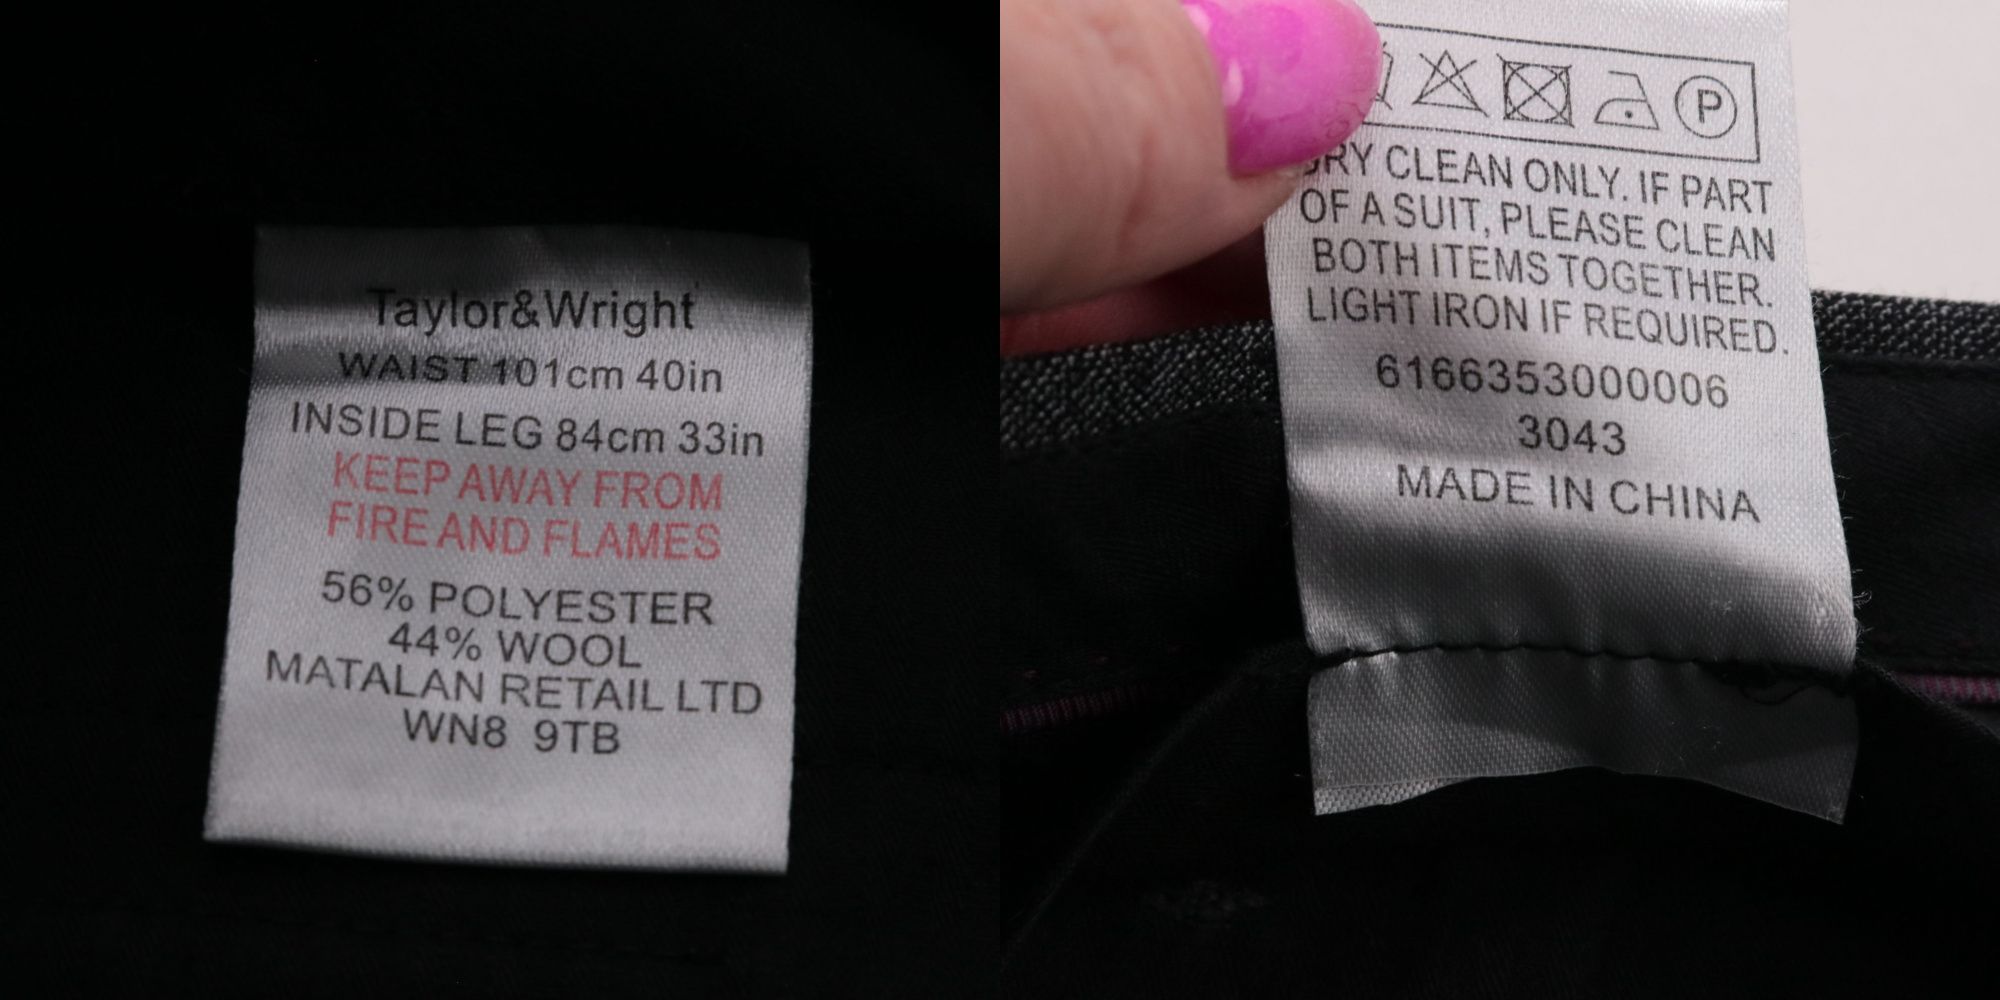 Taylor&Wright
WAIST 101cm 40in
INSIDE LEG 84cm 33in
KEEP AWAY FROM
FIRE AND FLAMES
56% POLYESTER
44% WOOL
MATALAN RETAIL LTD
WN8 9TB
P
DRY CLEAN ONLY. IF PART
OF A SUIT, PLEASE CLEAN
BOTH ITEMS TOGETHER.
LIGHT IRON IF REQUIRED.
6166353000006
3043
MADE IN CHINA